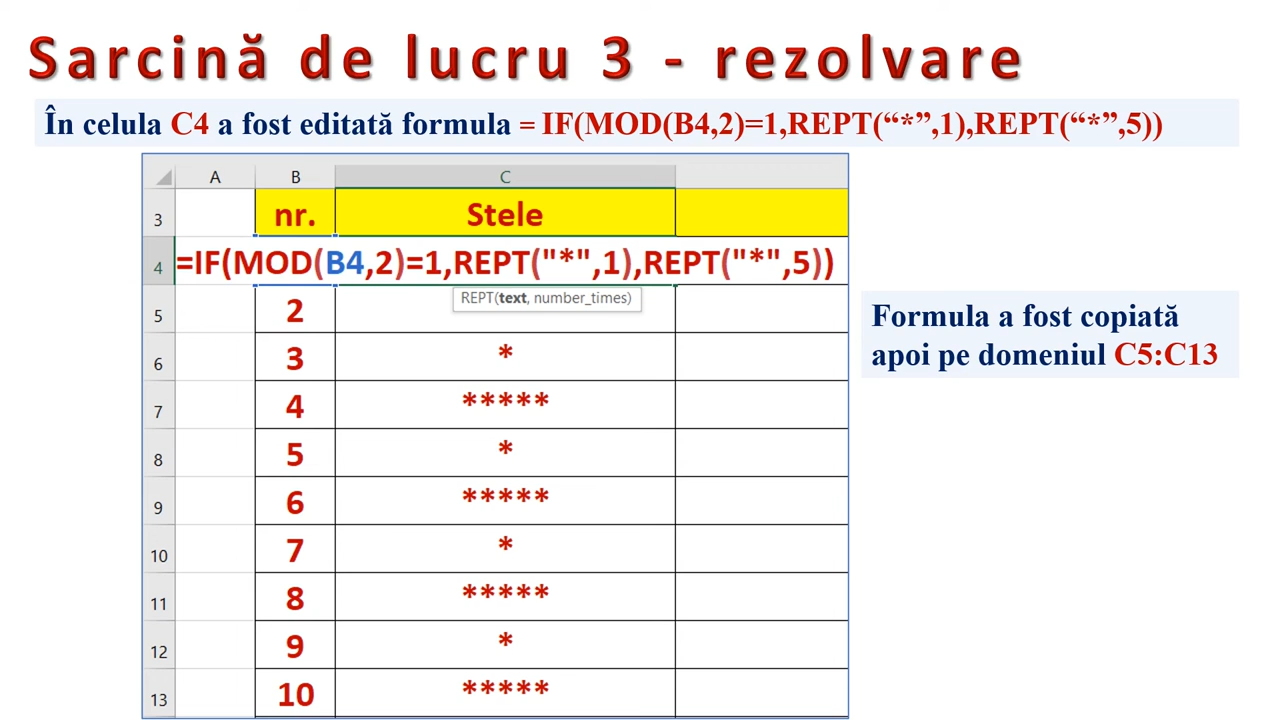 Sarcină de lucru 3 - rezolvare
În celula C4 a fost editată formula = IF(MOD(B4,2)=1,REPT(“*”,1),REPT(“*”,5))
A B C
3 nr. Stele
4 =IF(MOD(B4,2)=1,REPT("*",1),REPT("*",5))
REPT(text, number_times)
5 2
6 3 *
7 4 *****
8 5 *
9 6 *****
10 7 *
11 8 *****
12 9 *
13 10 *****
Formula a fost copiată
apoi pe domeniul C5:C13